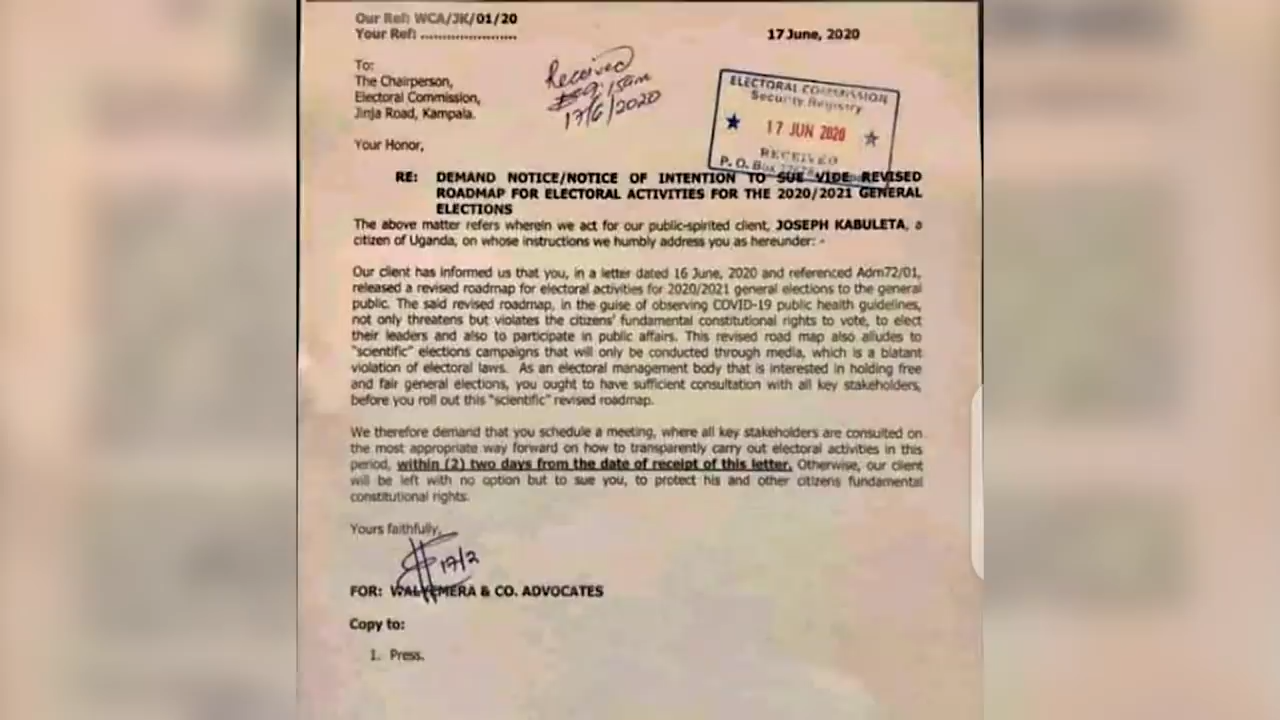 Our Ref: WCA/JK/01/20
Your Ref: ........................
17 June, 2020
To:
The Chairperson,
Electoral Commission,
Jinja Road, Kampala.
Received
9:15am
17/6/2020
ELECTORAL COMMISSION
Security Registry
★ 17 JUN 2020 ★
RECEIVED
P. O. Box
Your Honor,
RE: DEMAND NOTICE/NOTICE OF INTENTION TO SUE VIDE REVISED
ROADMAP FOR ELECTORAL ACTIVITIES FOR THE 2020/2021 GENERAL
ELECTIONS
The above matter refers wherein we act for our public-spirited client, JOSEPH KABULETA, a
citizen of Uganda, on whose instructions we humbly address you as hereunder: -
Our client has informed us that you, in a letter dated 16 June, 2020 and referenced Adm72/01,
released a revised roadmap for electoral activities for 2020/2021 general elections to the general
public. The said revised roadmap, in the guise of observing COVID-19 public health guidelines,
not only threatens but violates the citizens' fundamental constitutional rights to vote, to elect
their leaders and also to participate in public affairs. This revised road map also alludes to
"scientific" elections campaigns that will only be conducted through media, which is a blatant
violation of electoral laws. As an electoral management body that is interested in holding free
and fair general elections, you ought to have sufficient consultation with all key stakeholders,
before you roll out this "scientific" revised roadmap.
We therefore demand that you schedule a meeting, where all key stakeholders are consulted on
the most appropriate way forward on how to transparently carry out electoral activities in this
period, within (2) two days from the date of receipt of this letter. Otherwise, our client
will be left with no option but to sue you, to protect his and other citizens fundamental
constitutional rights.
Yours faithfully,
17/2
FOR: WALYEMERA & CO. ADVOCATES
Copy to:
1. Press.